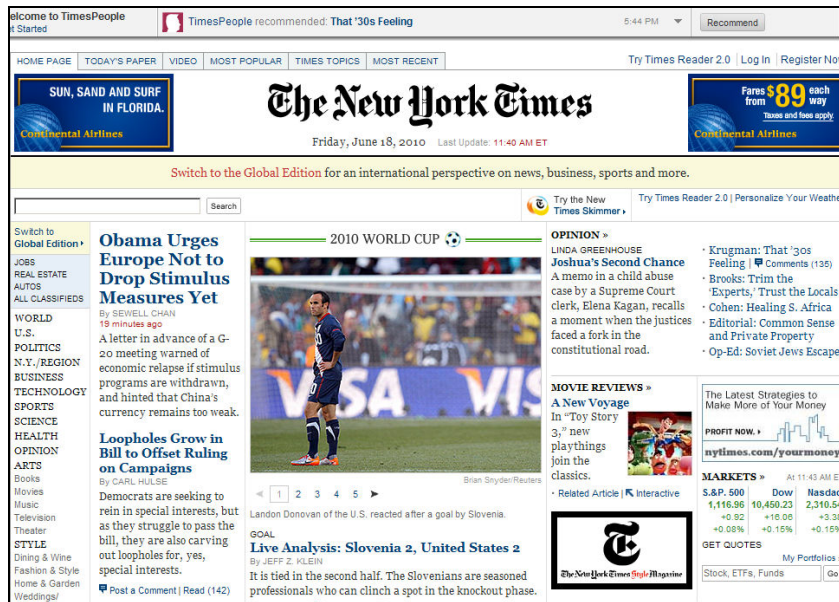 elcome to TimesPeople
t Started
TimesPeople recommended: That '30s Feeling
5:44 PM
Recommend
HOME PAGE
TODAY'S PAPER
VIDEO
MOST POPULAR
TIMES TOPICS
MOST RECENT
Try Times Reader 2.0
Log In
Register Now
SUN, SAND AND SURF
IN FLORIDA.
Continental Airlines
The New York Times
Friday, June 18, 2010
Last Update: 11:40 AM ET
Fares from $89 each way
Taxes and fees apply.
Continental Airlines
Switch to the Global Edition for an international perspective on news, business, sports and more.
Search
Try the New
Times Skimmer
Try Times Reader 2.0 | Personalize Your Weathe
Switch to
Global Edition
JOBS
REAL ESTATE
AUTOS
ALL CLASSIFIEDS
WORLD
U.S.
POLITICS
N.Y./REGION
BUSINESS
TECHNOLOGY
SPORTS
SCIENCE
HEALTH
OPINION
ARTS
Books
Movies
Music
Television
Theater
STYLE
Dining & Wine
Fashion & Style
Home & Garden
Weddings/
Obama Urges
Europe Not to
Drop Stimulus
Measures Yet
By SEWELL CHAN
19 minutes ago
A letter in advance of a G-
20 meeting warned of
economic relapse if stimulus
programs are withdrawn,
and hinted that China's
currency remains too weak.
Loopholes Grow in
Bill to Offset Ruling
on Campaigns
By CARL HULSE
Democrats are seeking to
rein in special interests, but
as they struggle to pass the
bill, they are also carving
out loopholes for, yes,
special interests.
Post a Comment | Read (142)
2010 WORLD CUP
VISA
VIS
10
Brian Snyder/Reuters
1 2 3 4 5
Landon Donovan of the U.S. reacted after a goal by Slovenia.
GOAL
Live Analysis: Slovenia 2, United States 2
By JEFF Z. KLEIN
It is tied in the second half. The Slovenians are seasoned
professionals who can clinch a spot in the knockout phase.
OPINION »
LINDA GREENHOUSE
Joshua's Second Chance
A memo in a child abuse
case by a Supreme Court
clerk, Elena Kagan, recalls
a moment when the justices
faced a fork in the
constitutional road.
· Krugman: That '30s
Feeling | Comments (135)
· Brooks: Trim the
'Experts,' Trust the Locals
· Cohen: Healing S. Africa
· Editorial: Common Sense
and Private Property
· Op-Ed: Soviet Jews Escape
MOVIE REVIEWS »
A New Voyage
In "Toy Story
3," new
playthings
join the
classics.
· Related Article | Interactive
The New York Times Style Magazine
The Latest Strategies to
Make More of Your Money
PROFIT NOW.
nytimes.com/yourmoney
MARKETS »
At 11:43 AM E
S.&P. 500 Dow Nasda
1,116.96 10,450.23 2,310.5
+0.92 +16.06 +3.3
+0.08% +0.15% +0.15%
GET QUOTES
My Portfolios
Stock, ETFs, Funds
Go